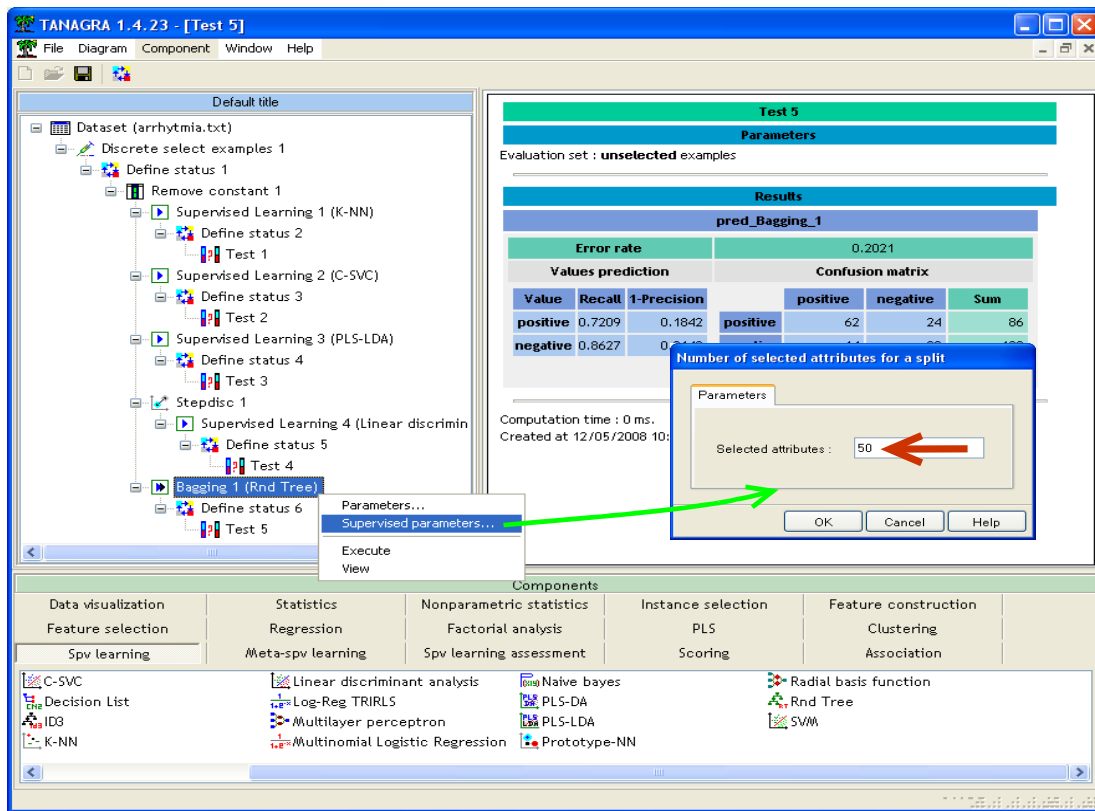 TANAGRA 1.4.23 - [Test 5]
File Diagram Component Window Help
Default title
Dataset (arrhytmia.txt)
Discrete select examples 1
Define status 1
Remove constant 1
Supervised Learning 1 (K-NN)
Define status 2
Test 1
Supervised Learning 2 (C-SVC)
Define status 3
Test 2
Supervised Learning 3 (PLS-LDA)
Define status 4
Test 3
Stepdisc 1
Supervised Learning 4 (Linear discrimin
Define status 5
Test 4
Bagging 1 (Rnd Tree)
Define status 6
Test 5
Parameters...
Supervised parameters...
Execute
View
Test 5
Parameters
Evaluation set : unselected examples
Results
pred_Bagging_1
Error rate 0.2021
Values prediction Confusion matrix
Value Recall 1-Precision positive negative Sum
positive 0.7209 0.1842 positive 62 24 86
negative 0.8627
Computation time : 0 ms.
Created at 12/05/2008 10:
Number of selected attributes for a split
Parameters
Selected attributes : 50
OK Cancel Help
Components
Data visualization Statistics Nonparametric statistics Instance selection Feature construction
Feature selection Regression Factorial analysis PLS Clustering
Spv learning Meta-spv learning Spv learning assessment Scoring Association
C-SVC Linear discriminant analysis Naive bayes Radial basis function
Decision List Log-Reg TRIRLS PLS-DA Rnd Tree
ID3 Multilayer perceptron PLS-LDA SVM
K-NN Multinomial Logistic Regression Prototype-NN